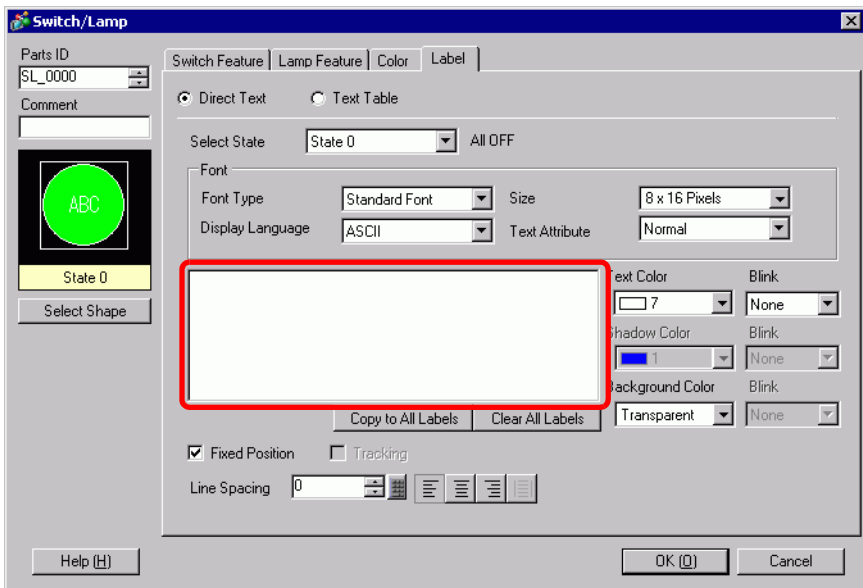 Switch/Lamp
Parts ID
SL_0000
Comment
ABC
State 0
Select Shape
Switch Feature Lamp Feature Color Label
Direct Text Text Table
Select State State 0 All OFF
Font
Font Type Standard Font Size 8 x 16 Pixels
Display Language ASCII Text Attribute Normal
Text Color Blink
7 None
Shadow Color Blink
1 None
Background Color Blink
Transparent None
Copy to All Labels Clear All Labels
Fixed Position Tracking
Line Spacing 0
Help (H) OK (O) Cancel